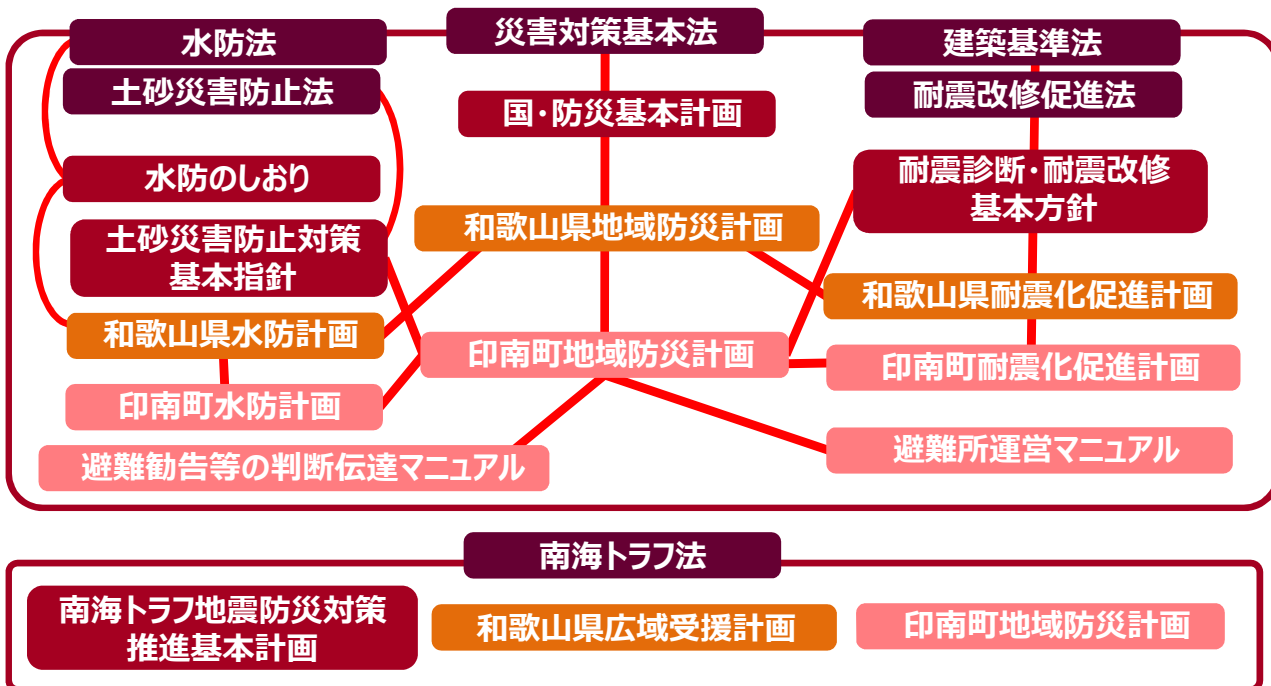 水防法
災害対策基本法
建築基準法
土砂災害防止法
国・防災基本計画
耐震改修促進法
水防のしおり
耐震診断・耐震改修
基本方針
土砂災害防止対策
基本指針
和歌山県地域防災計画
和歌山県水防計画
和歌山県耐震化促進計画
印南町地域防災計画
印南町耐震化促進計画
印南町水防計画
避難勧告等の判断伝達マニュアル
避難所運営マニュアル
南海トラフ法
南海トラフ地震防災対策
推進基本計画
和歌山県広域受援計画
印南町地域防災計画